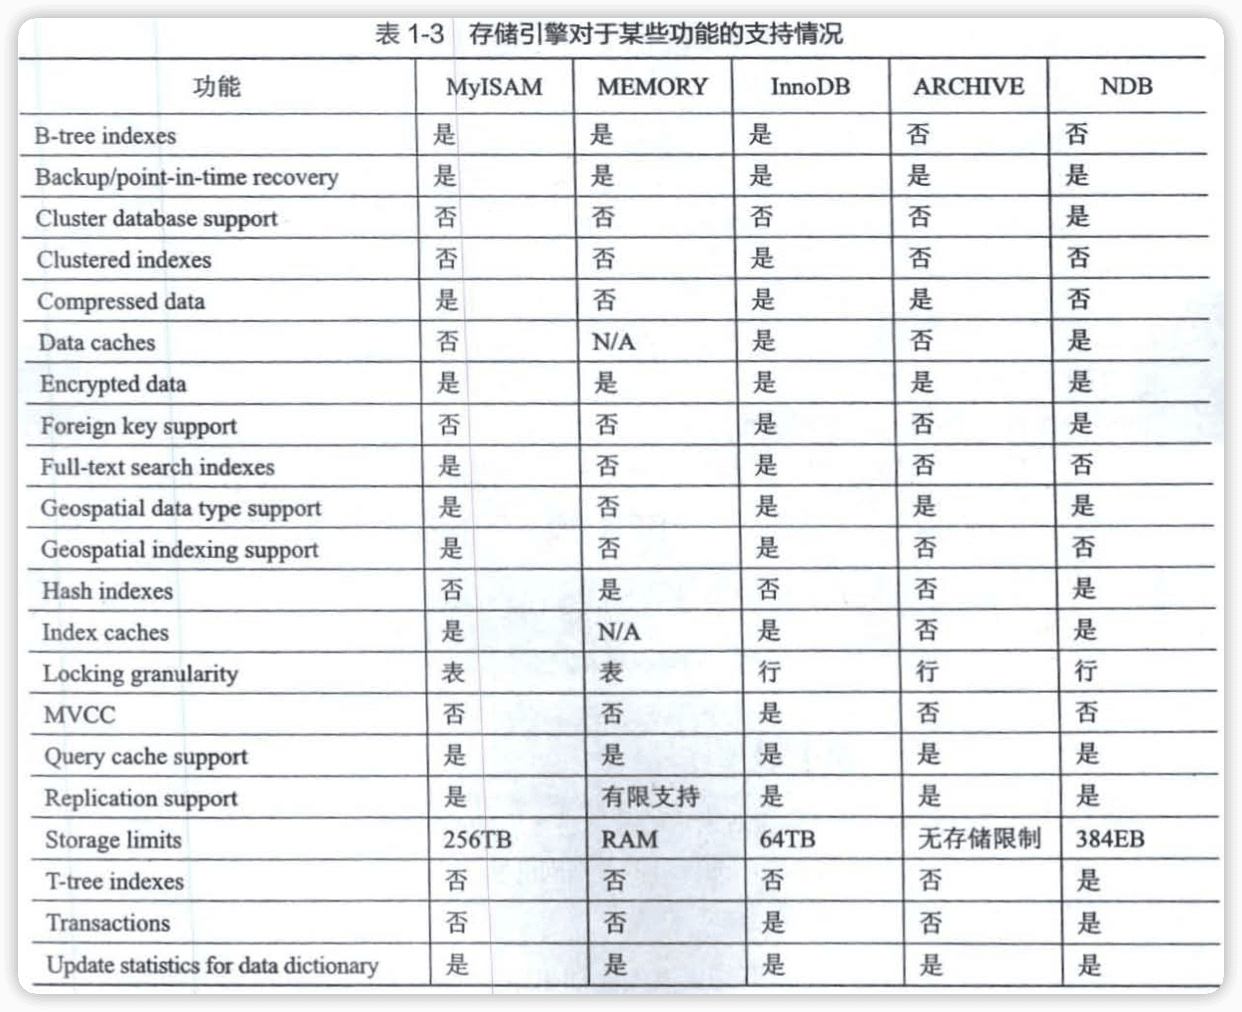 表 1-3 存储引擎对于某些功能的支持情况
功能 MyISAM MEMORY InnoDB ARCHIVE NDB
B-tree indexes 是 是 是 否 否
Backup/point-in-time recovery 是 是 是 是 是
Cluster database support 否 否 否 否 是
Clustered indexes 否 否 是 否 否
Compressed data 是 否 是 是 否
Data caches 否 N/A 是 否 是
Encrypted data 是 是 是 是 是
Foreign key support 否 否 是 否 是
Full-text search indexes 是 否 是 否 否
Geospatial data type support 是 否 是 是 是
Geospatial indexing support 是 否 是 否 否
Hash indexes 否 是 否 否 是
Index caches 是 N/A 是 否 是
Locking granularity 表 表 行 行 行
MVCC 否 否 是 否 否
Query cache support 是 是 是 是 是
Replication support 是 有限支持 是 是 是
Storage limits 256TB RAM 64TB 无存储限制 384EB
T-tree indexes 否 否 否 否 是
Transactions 否 否 是 否 是
Update statistics for data dictionary 是 是 是 是 是